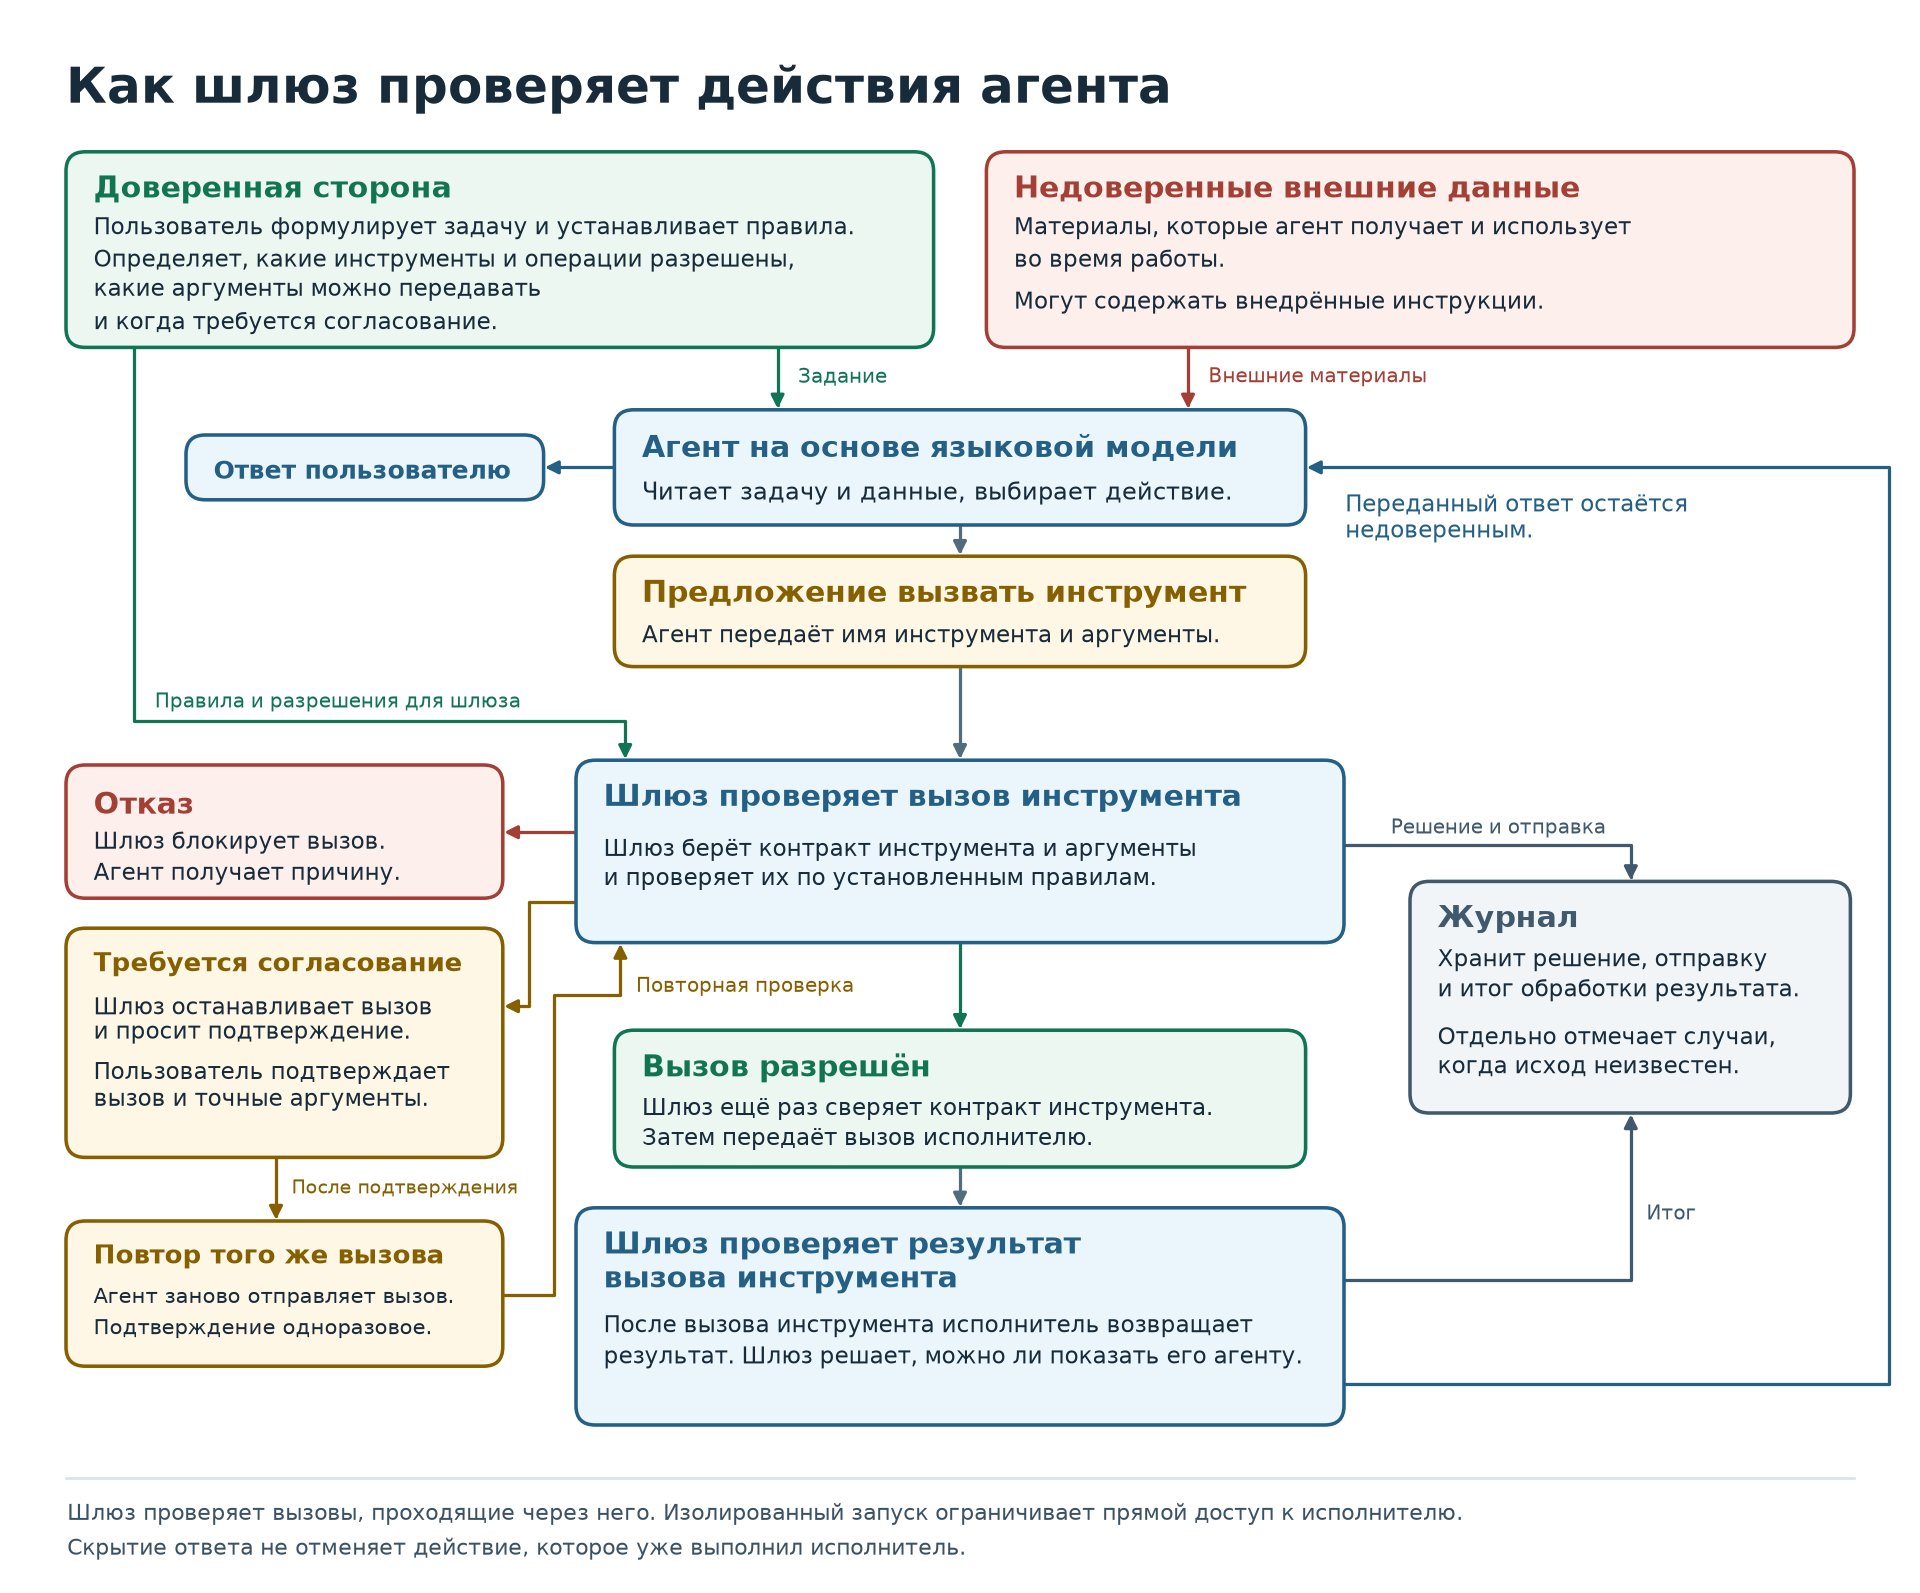 Как шлюз проверяет действия агента
Доверенная сторона
Пользователь формулирует задачу и устанавливает правила.
Определяет, какие инструменты и операции разрешены,
какие аргументы можно передавать
и когда требуется согласование.
Недоверенные внешние данные
Материалы, которые агент получает и использует
во время работы.
Могут содержать внедрённые инструкции.
Задание
Внешние материалы
Ответ пользователю
Агент на основе языковой модели
Читает задачу и данные, выбирает действие.
Переданный ответ остаётся
недоверенным.
Предложение вызвать инструмент
Агент передаёт имя инструмента и аргументы.
Правила и разрешения для шлюза
Отказ
Шлюз блокирует вызов.
Агент получает причину.
Шлюз проверяет вызов инструмента
Шлюз берёт контракт инструмента и аргументы
и проверяет их по установленным правилам.
Решение и отправка
Журнал
Хранит решение, отправку
и итог обработки результата.
Отдельно отмечает случаи,
когда исход неизвестен.
Требуется согласование
Шлюз останавливает вызов
и просит подтверждение.
Пользователь подтверждает
вызов и точные аргументы.
Повторная проверка
Вызов разрешён
Шлюз ещё раз сверяет контракт инструмента.
Затем передаёт вызов исполнителю.
После подтверждения
Итог
Повтор того же вызова
Агент заново отправляет вызов.
Подтверждение одноразовое.
Шлюз проверяет результат
вызова инструмента
После вызова инструмента исполнитель возвращает
результат. Шлюз решает, можно ли показать его агенту.
Шлюз проверяет вызовы, проходящие через него. Изолированный запуск ограничивает прямой доступ к исполнителю.
Скрытие ответа не отменяет действие, которое уже выполнил исполнитель.